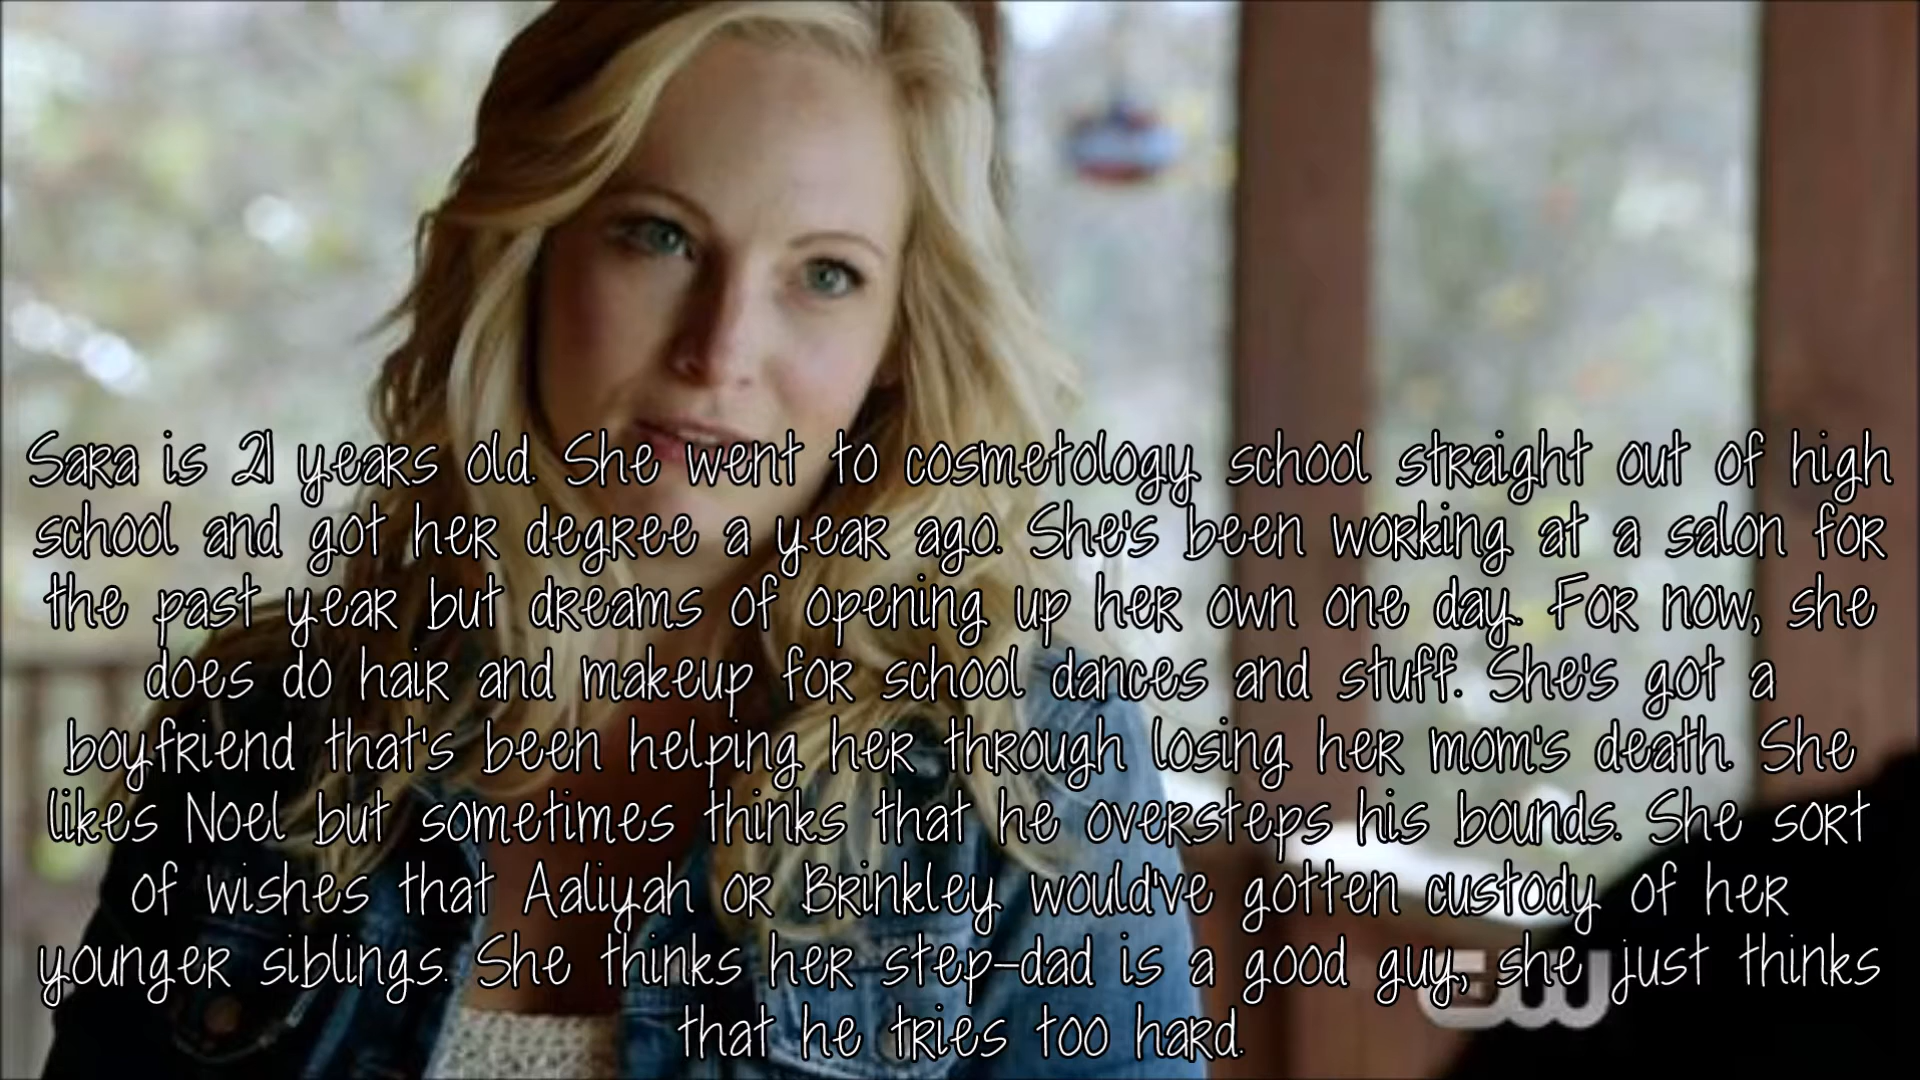 Sara is 21 years old. She went to cosmetology school straight out of high
school and got her degree a year ago. She's been working at a salon for
the past year but dreams of opening up her own one day. For now, she
does do hair and makeup for school dances and stuff. She's got a
boyfriend that's been helping her through losing her mom's death. She
likes Noel but sometimes thinks that he oversteps his bounds. She sort
of wishes that Aaliyah or Brinkley would've gotten custody of her
younger siblings. She thinks her step-dad is a good guy, she just thinks
that he tries too hard.
CW